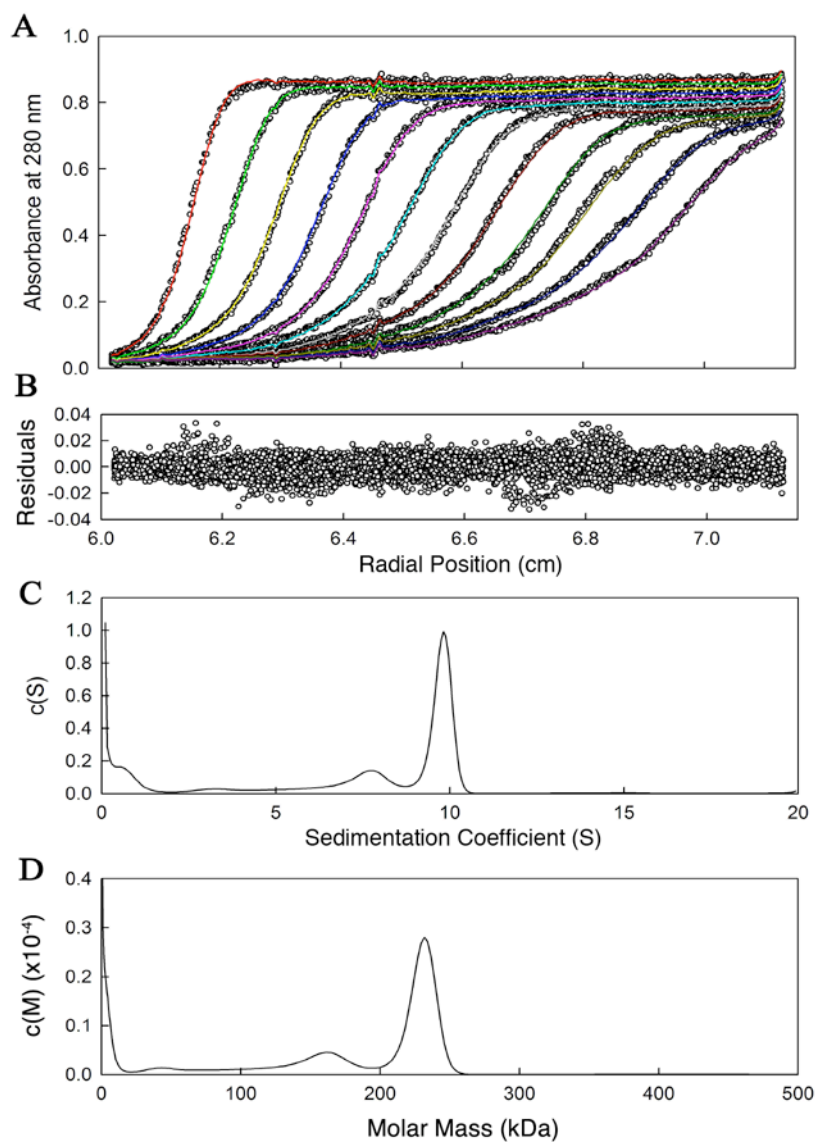 A
1.0
0.8
0.6
0.4
0.2
0.0
Absorbance at 280 nm
B
0.04
0.02
0.00
-0.02
-0.04
Residuals
6.0 6.2 6.4 6.6 6.8 7.0
Radial Position (cm)
C
1.2
1.0
0.8
0.6
0.4
0.2
0.0
c(S)
0 5 10 15 20
Sedimentation Coefficient (S)
D
0.4
0.3
0.2
0.1
0.0
c(M) (x10⁻⁴)
0 100 200 300 400 500
Molar Mass (kDa)